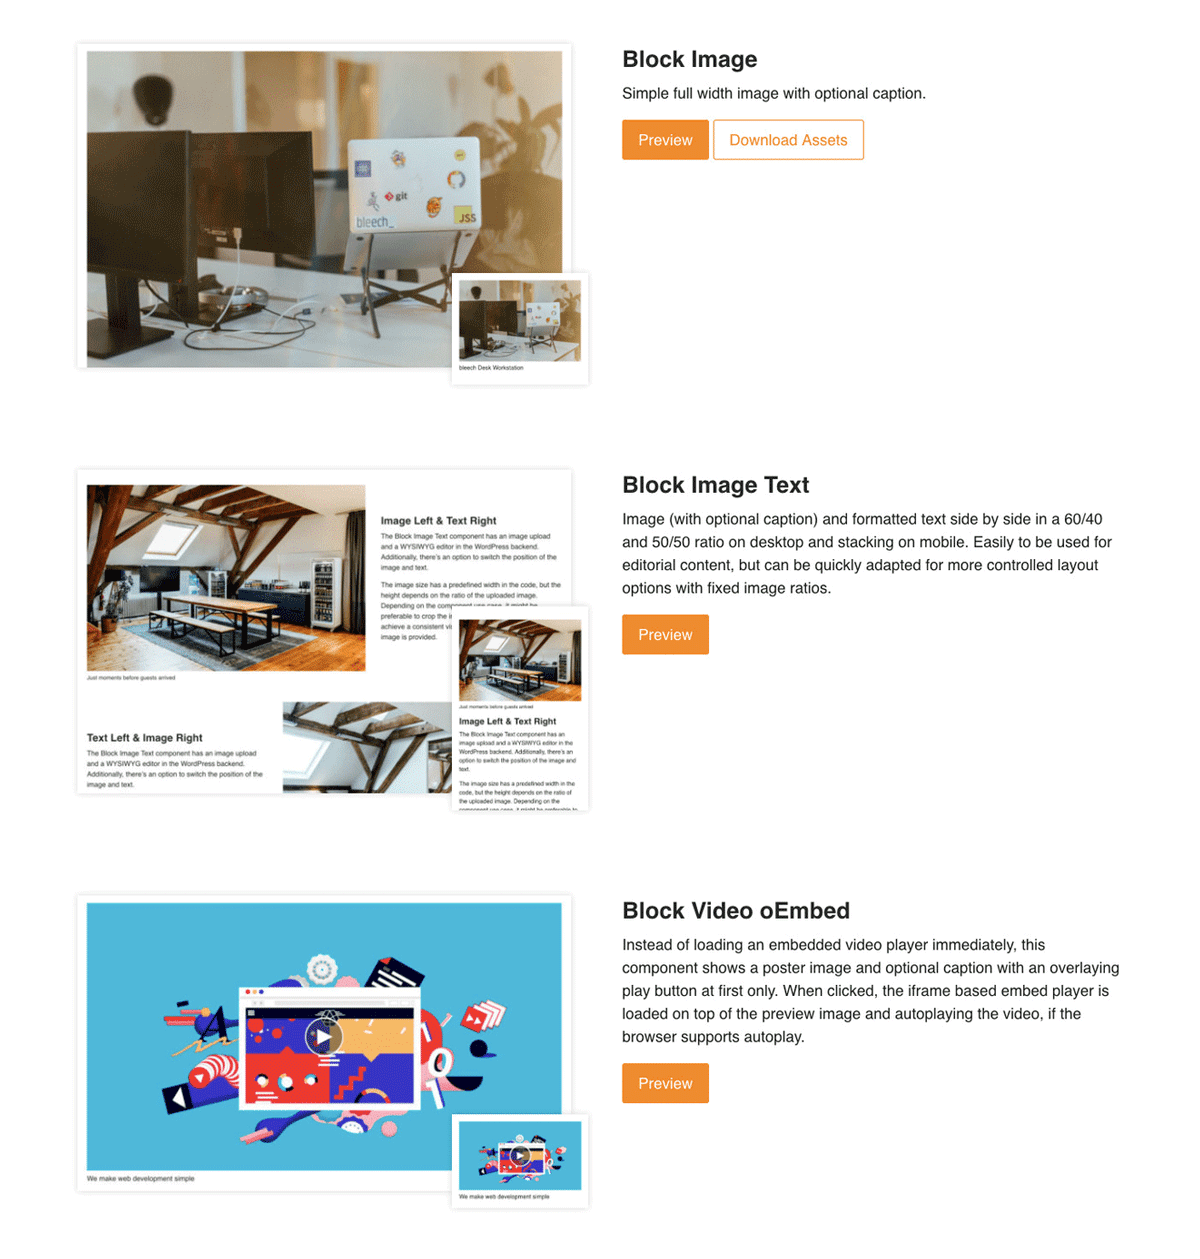 Block Image
Simple full width image with optional caption.
Preview
Download Assets
git
bleech_
JSS
bleech Desk Workstation
Block Image Text
Image (with optional caption) and formatted text side by side in a 60/40
and 50/50 ratio on desktop and stacking on mobile. Easily to be used for
editorial content, but can be quickly adapted for more controlled layout
options with fixed image ratios.
Preview
Image Left & Text Right
The Block Image Text component has an image upload
and a WYSIWYG editor in the WordPress backend.
Additionally, there's an option to switch the position of the
image and text.
The image size has a predefined width in the code, but the
height depends on the ratio of the uploaded image.
Depending on the component use case, it might be
preferable to crop the i
achieve a consistent vi
image is provided.
Just moments before guests arrived
Text Left & Image Right
The Block Image Text component has an image upload
and a WYSIWYG editor in the WordPress backend.
Additionally, there's an option to switch the position of the
image and text.
Just moments before guests arrived
Image Left & Text Right
The Block Image Text component has an
image upload and a WYSIWYG editor in the
WordPress backend. Additionally, there's an
option to switch the position of the image and
text.
The image size has a predefined width in the
code, but the height depends on the ratio of
the uploaded image. Depending on the
component use case, it might be preferable to
Block Video oEmbed
Instead of loading an embedded video player immediately, this
component shows a poster image and optional caption with an overlaying
play button at first only. When clicked, the iframe based embed player is
loaded on top of the preview image and autoplaying the video, if the
browser supports autoplay.
Preview
We make web development simple
We make web development simple